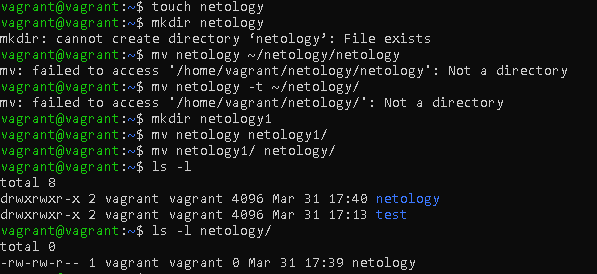 vagrant@vagrant:~$ touch netology
vagrant@vagrant:~$ mkdir netology
mkdir: cannot create directory ‘netology’: File exists
vagrant@vagrant:~$ mv netology ~/netology/netology
mv: failed to access '/home/vagrant/netology/netology': Not a directory
vagrant@vagrant:~$ mv netology -t ~/netology/
mv: failed to access '/home/vagrant/netology/': Not a directory
vagrant@vagrant:~$ mkdir netology1
vagrant@vagrant:~$ mv netology netology1/
vagrant@vagrant:~$ mv netology1/ netology/
vagrant@vagrant:~$ ls -l
total 8
drwxrwxr-x 2 vagrant vagrant 4096 Mar 31 17:40 netology
drwxrwxr-x 2 vagrant vagrant 4096 Mar 31 17:13 test
vagrant@vagrant:~$ ls -l netology/
total 0
-rw-rw-r-- 1 vagrant vagrant 0 Mar 31 17:39 netology